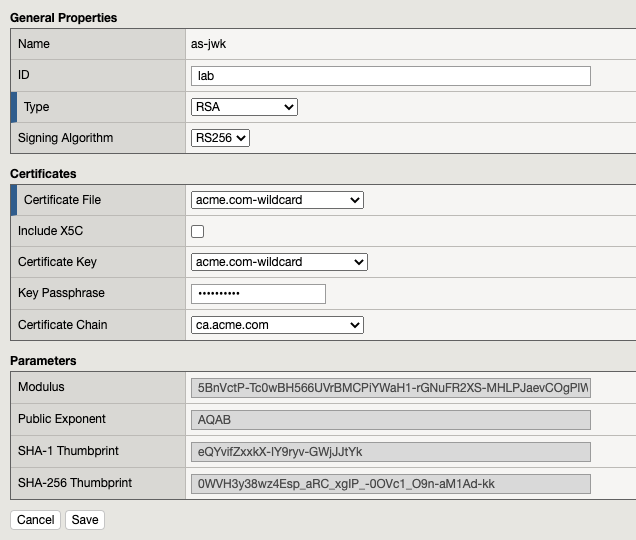 General Properties
Name as-jwk
ID lab
Type RSA
Signing Algorithm RS256
Certificates
Certificate File acme.com-wildcard
Include X5C
Certificate Key acme.com-wildcard
Key Passphrase ••••••••••
Certificate Chain ca.acme.com
Parameters
Modulus 5BnVctP-Tc0wBH566UVrBMCPiYWaH1-rGNuFR2XS-MHLPJaevCOgPlW
Public Exponent AQAB
SHA-1 Thumbprint eQYvifZxxkX-IY9ryv-GWjJJtYk
SHA-256 Thumbprint 0WVH3y38wz4Esp_aRC_xgIP_-0OVc1_O9n-aM1Ad-kk
Cancel Save